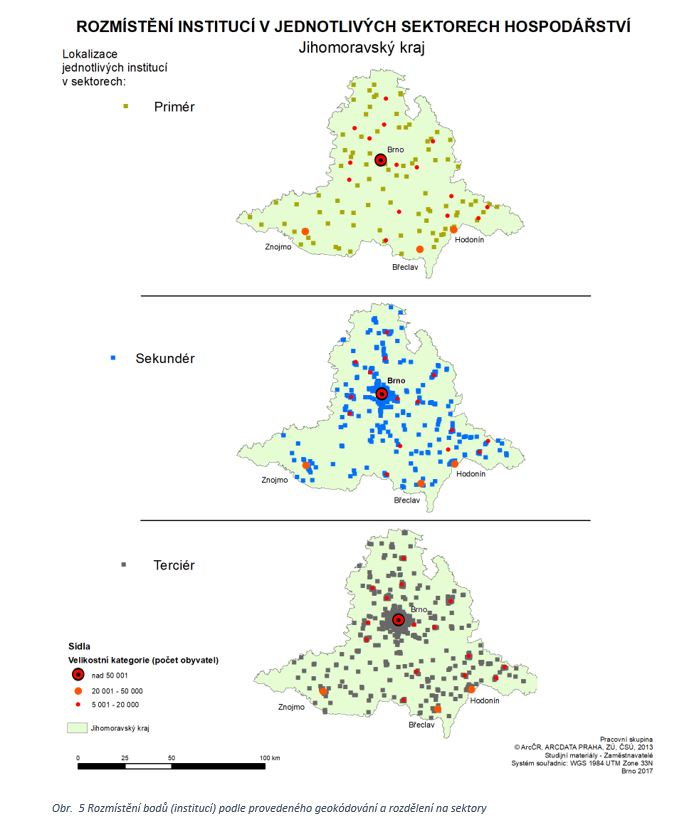 ROZMÍSTĚNÍ INSTITUCÍ V JEDNOTLIVÝCH SEKTORECH HOSPODÁŘSTVÍ
Jihomoravský kraj
Lokalizace
jednotlivých institucí
v sektorech:
Primér
Brno
Znojmo
Hodonín
Břeclav
Sekundér
Brno
Znojmo
Hodonín
Břeclav
Terciér
Brno
Znojmo
Hodonín
Břeclav
Sídla
Velikostní kategorie (počet obyvatel)
nad 50 001
20 001 - 50 000
5 001 - 20 000
Jihomoravský kraj
0 25 50 100 km
Pracovní skupina
© ArcČR, ARCDATA PRAHA, ZÚ, ČSÚ, 2013
Studijní materiály - Zaměstnavatelé
Systém souřadnic: WGS 1984 UTM Zone 33N
Brno 2017
Obr. 5 Rozmístění bodů (institucí) podle provedeného geokódování a rozdělení na sektory